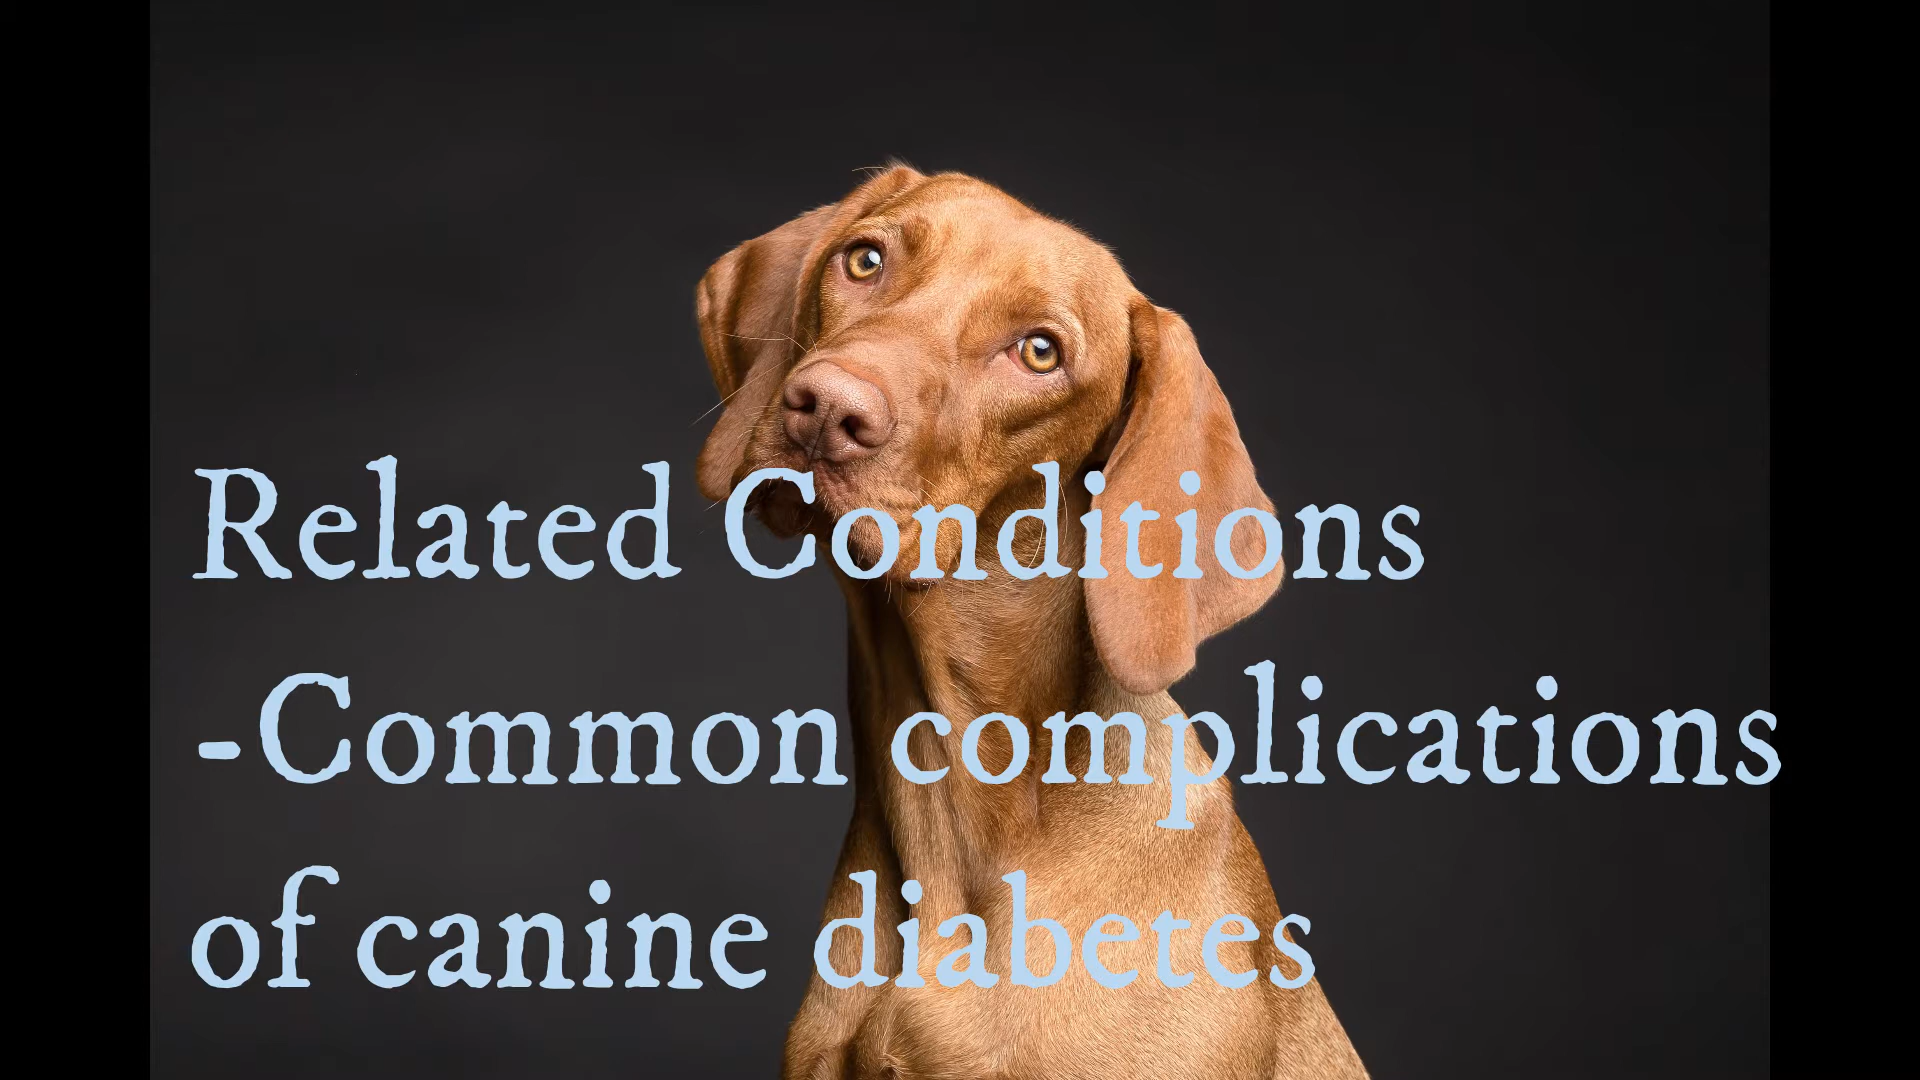 Related Conditions
-Common complications
of canine diabetes